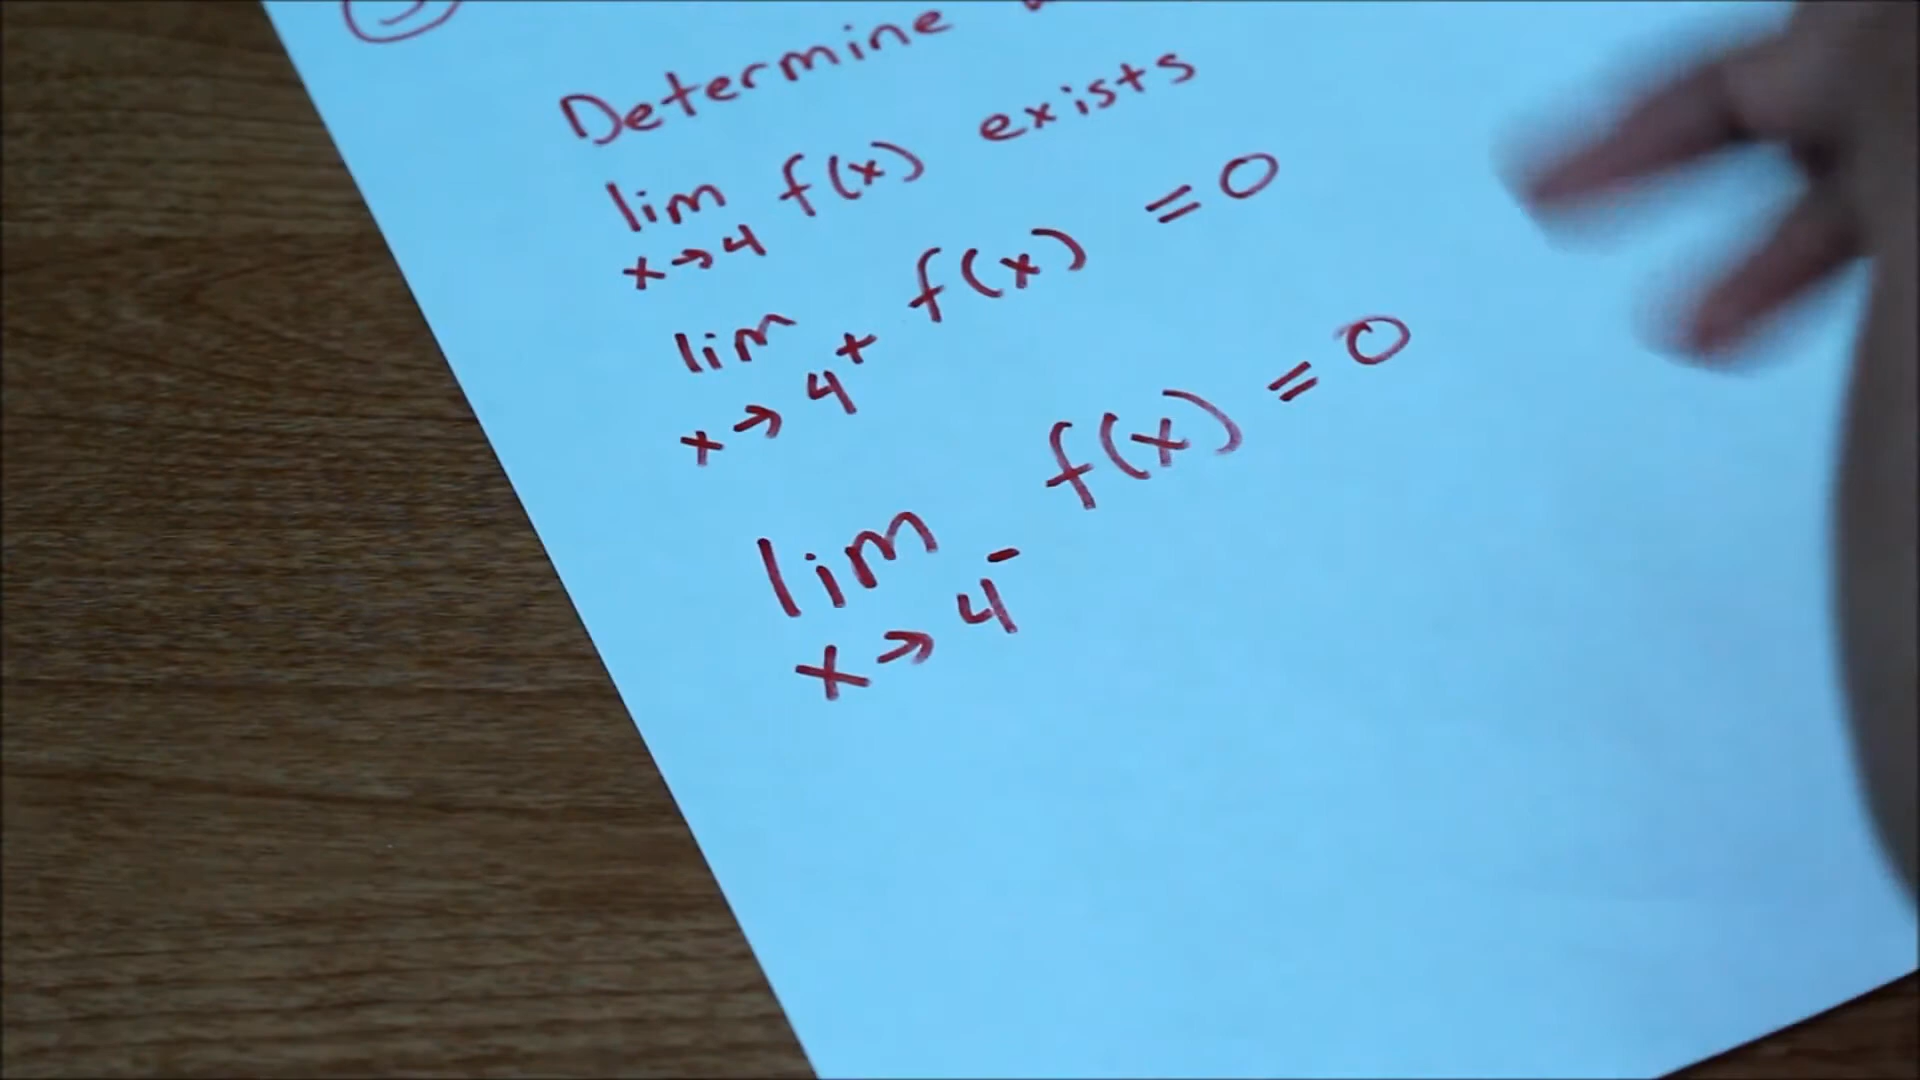 Determine
lim f(x) exists
x→4
lim f(x) = 0
x→4⁺
lim f(x) = 0
x→4⁻